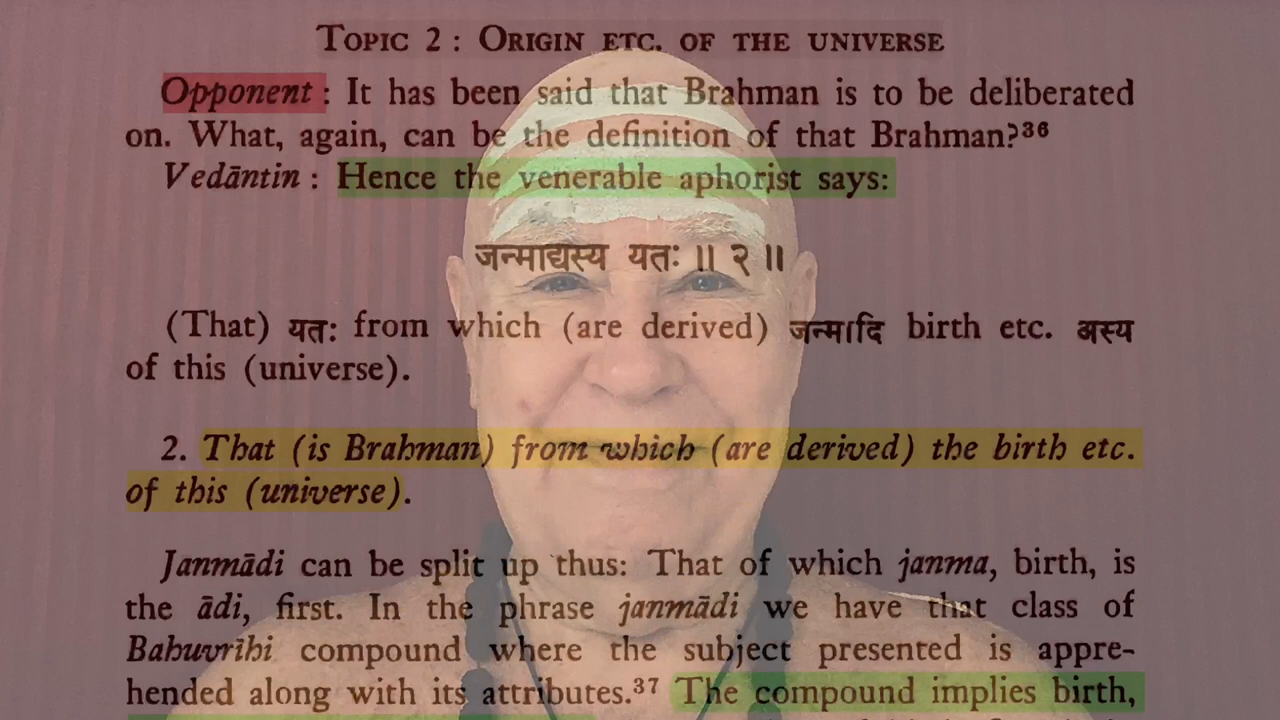 TOPIC 2 : ORIGIN ETC. OF THE UNIVERSE
Opponent : It has been said that Brahman is to be deliberated
on. What, again, can be the definition of that Brahman?³⁶
Vedāntin : Hence the venerable aphorist says:
जन्माद्यस्य यतः ॥ २ ॥
(That) यतः from which (are derived) जन्मादि birth etc. अस्य
of this (universe).
2. That (is Brahman) from which (are derived) the birth etc.
of this (universe).
Janmādi can be split up thus: That of which janma, birth, is
the ādi, first. In the phrase janmādi we have that class of
Bahuvrīhi compound where the subject presented is appre-
hended along with its attributes.³⁷ The compound implies birth,